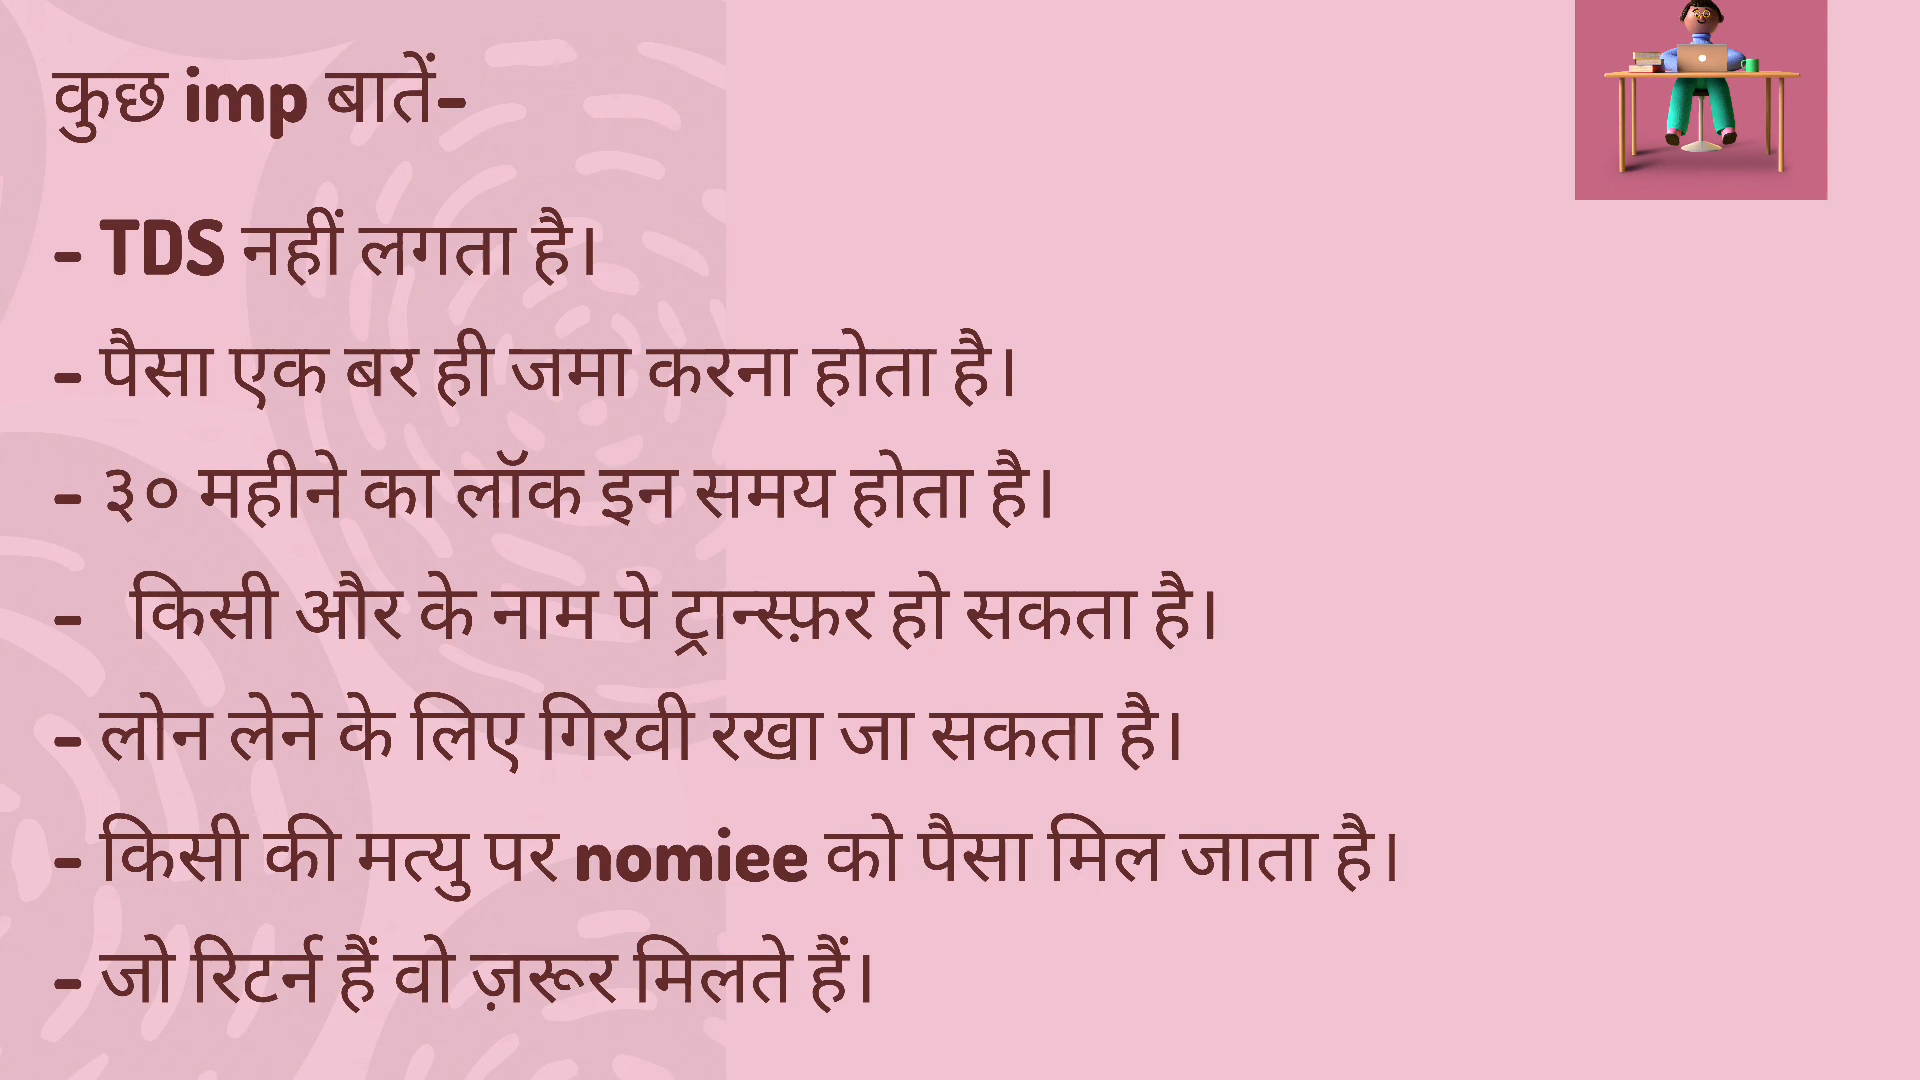 कुछ imp बातें-
- TDS नहीं लगता है।
- पैसा एक बर ही जमा करना होता है।
- ३० महीने का लॉक इन समय होता है।
- किसी और के नाम पे ट्रान्स्फ़र हो सकता है।
- लोन लेने के लिए गिरवी रखा जा सकता है।
- किसी की मत्यु पर nomiee को पैसा मिल जाता है।
- जो रिटर्न हैं वो ज़रूर मिलते हैं।